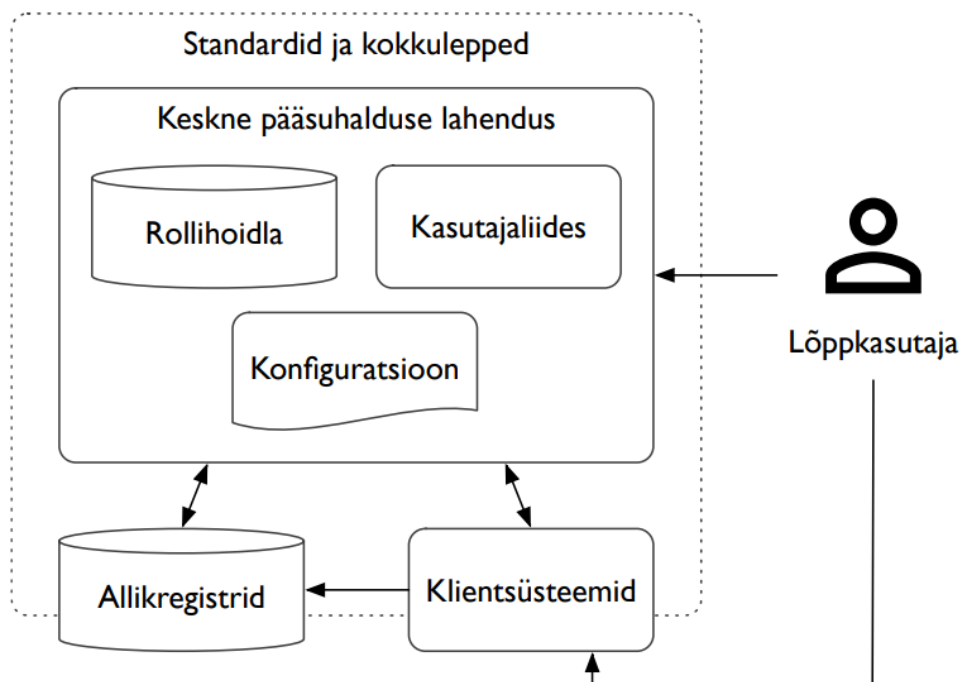 Standardid ja kokkulepped
Keskne pääsuhalduse lahendus
Rollihoidla
Kasutajaliides
Konfiguratsioon
Lõppkasutaja
Allikregistrid
Klientsüsteemid